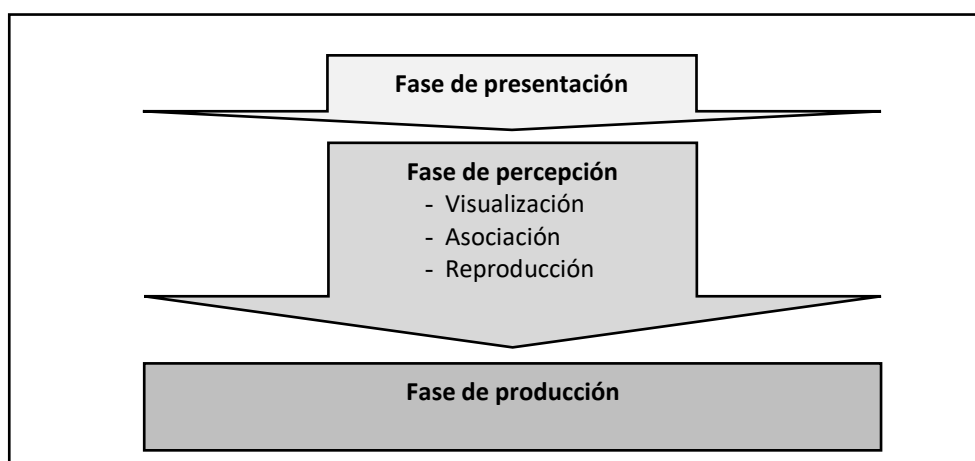 Fase de presentación
Fase de percepción
- Visualización
- Asociación
- Reproducción
Fase de producción